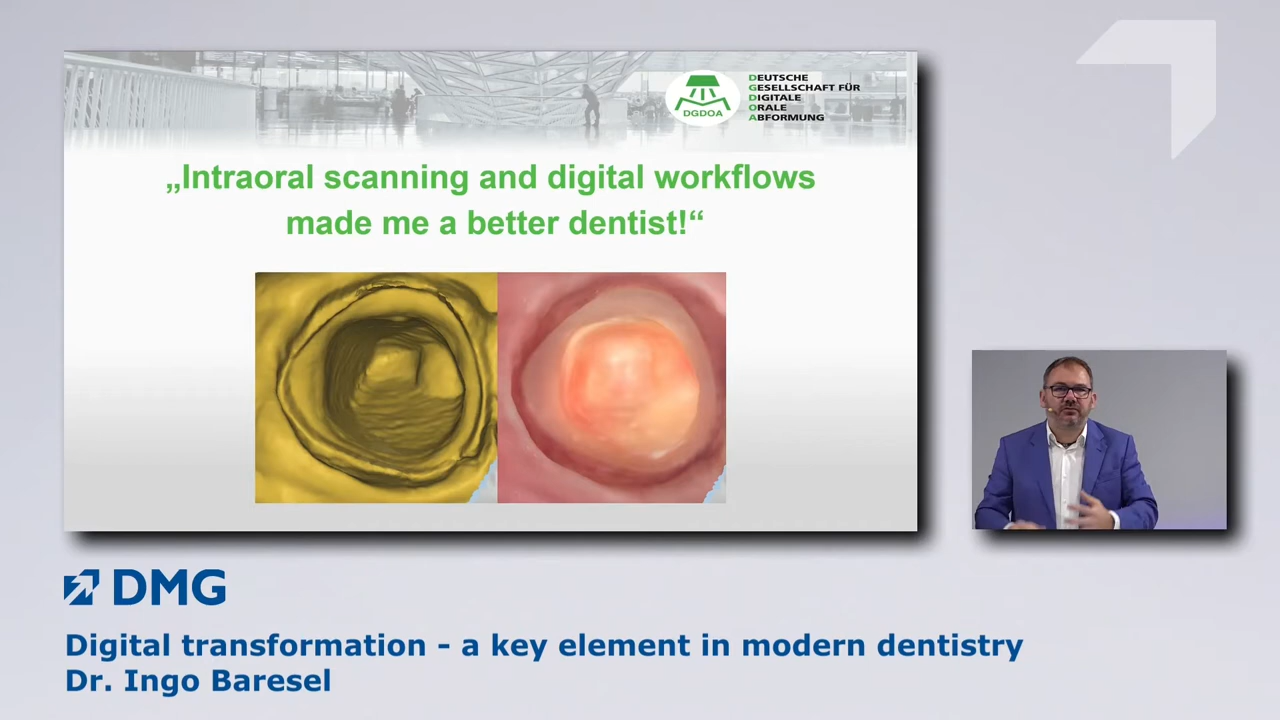 DGDOA
DEUTSCHE
GESELLSCHAFT FÜR
DIGITALE
ORALE
ABFORMUNG
„Intraoral scanning and digital workflows
made me a better dentist!“
DMG
Digital transformation - a key element in modern dentistry
Dr. Ingo Baresel